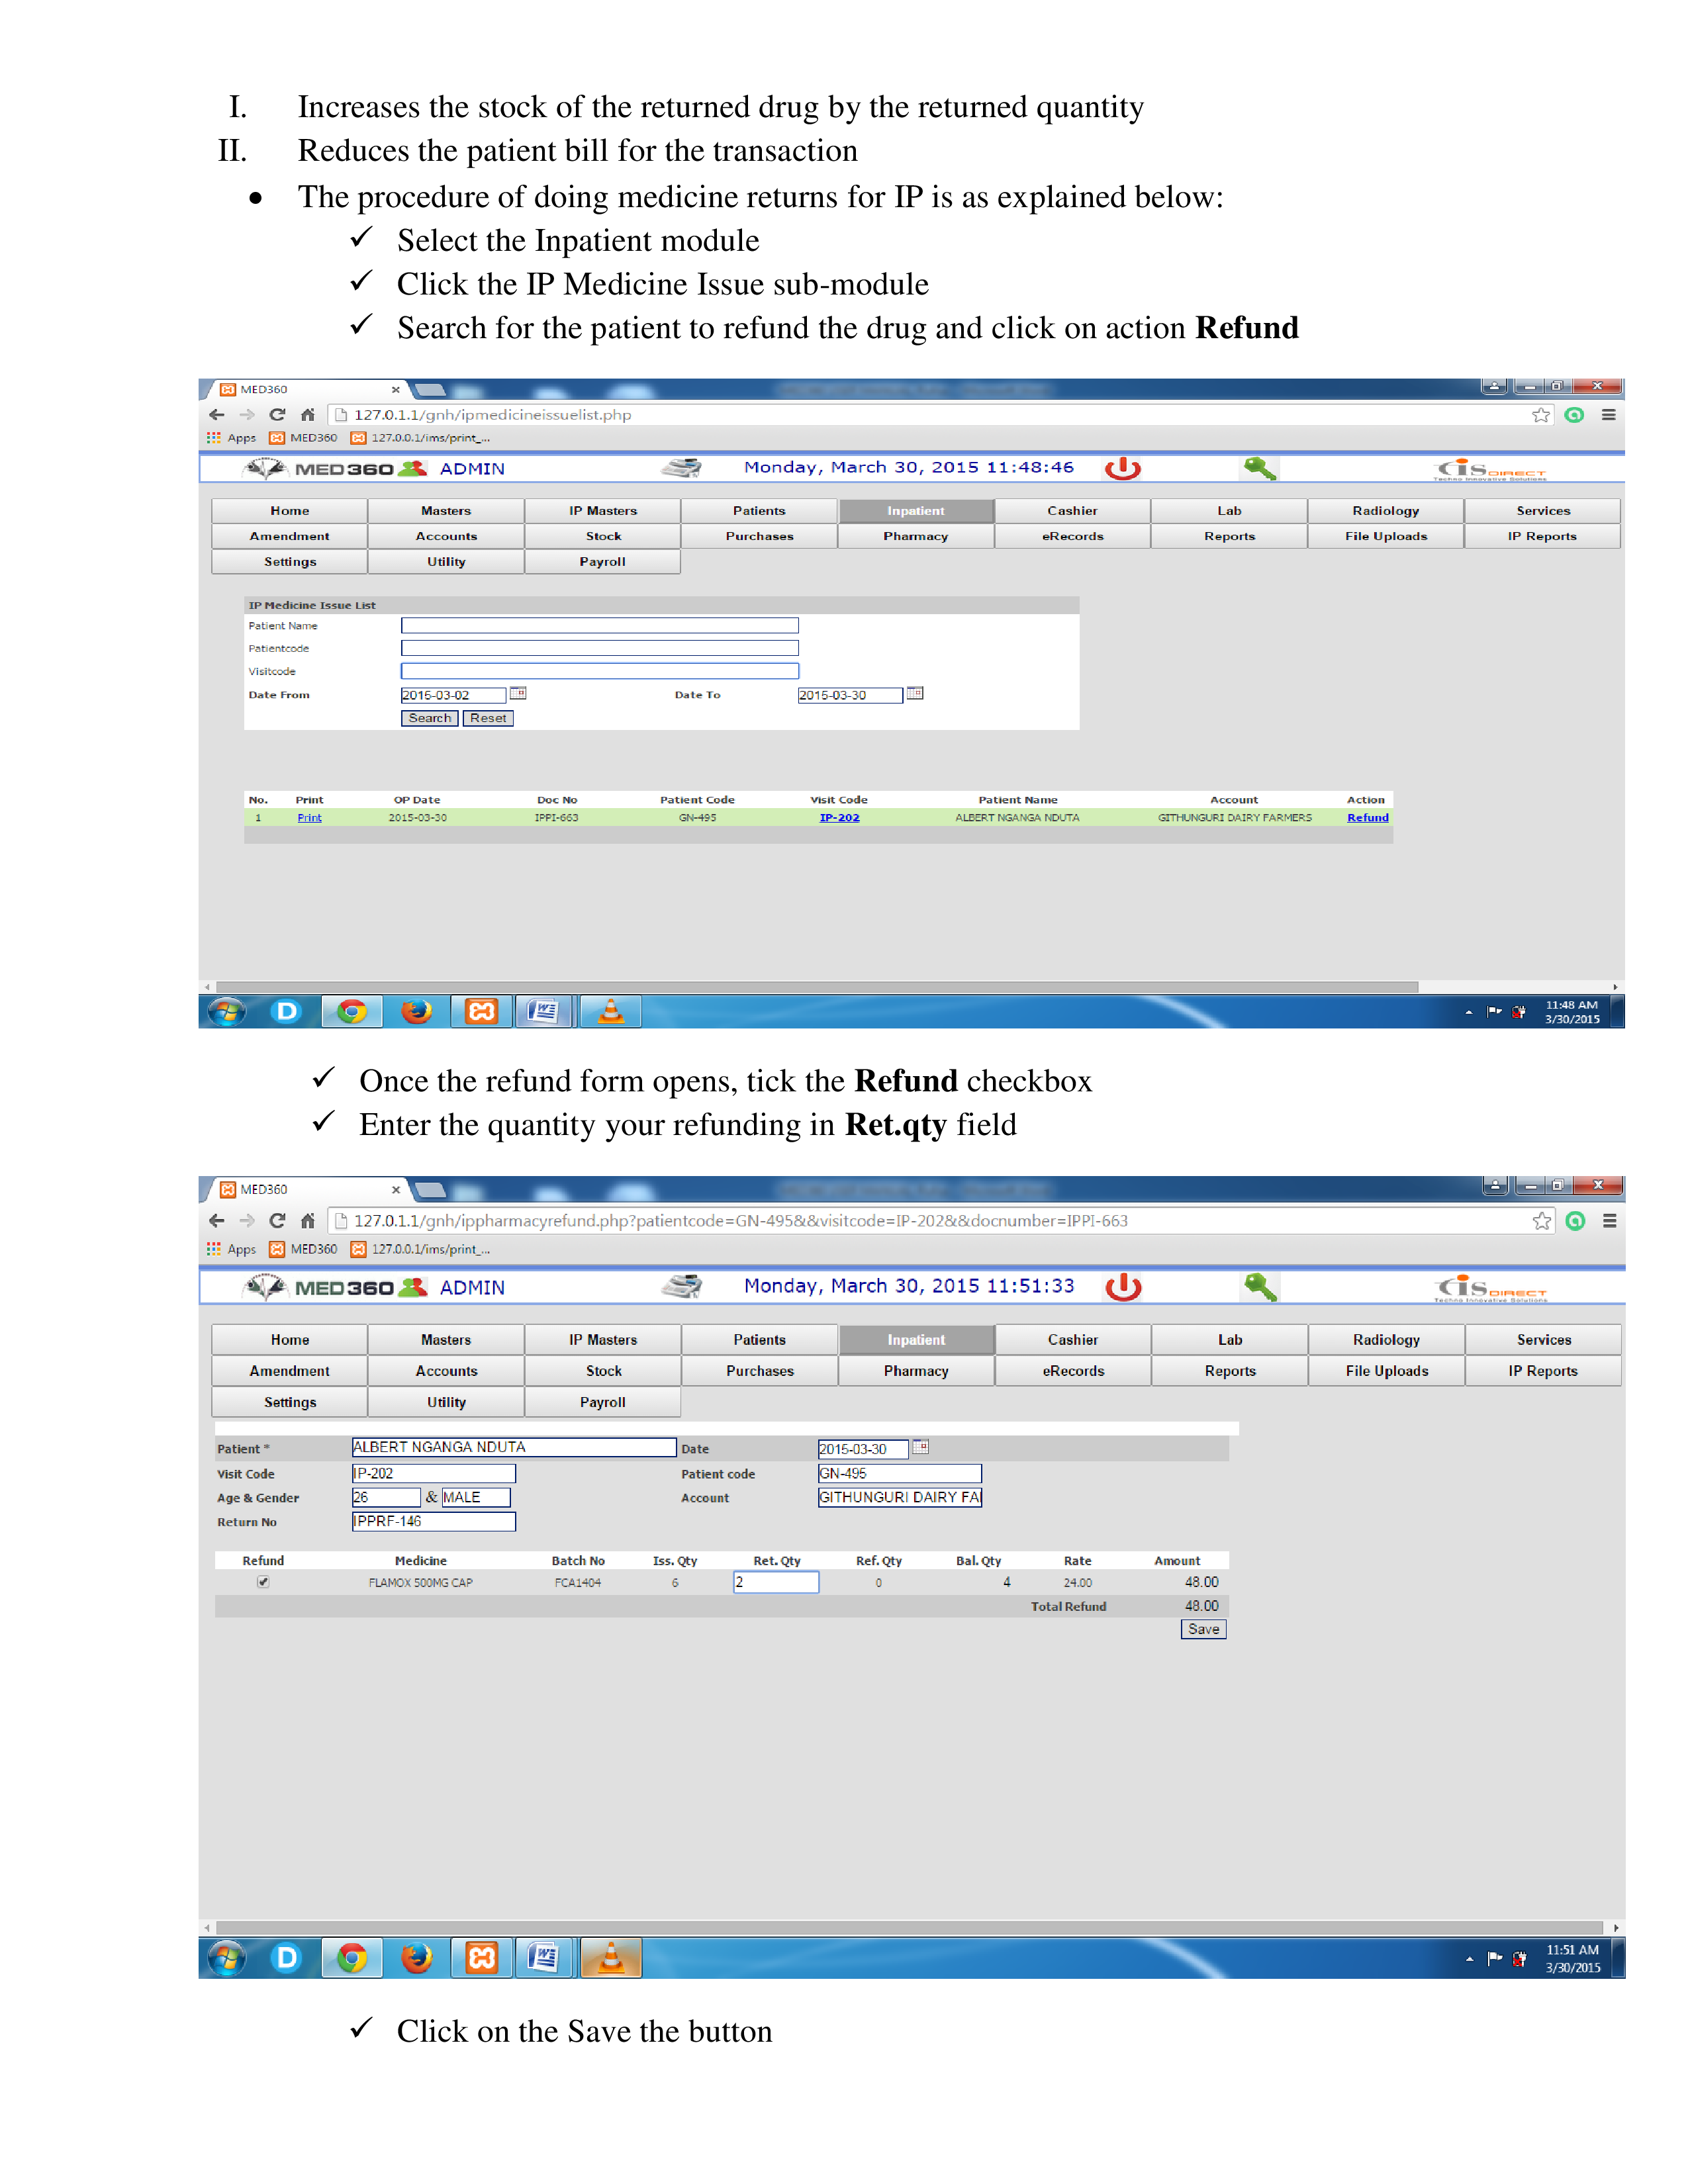 I. Increases the stock of the returned drug by the returned quantity
II. Reduces the patient bill for the transaction
• The procedure of doing medicine returns for IP is as explained below:
✓ Select the Inpatient module
✓ Click the IP Medicine Issue sub-module
✓ Search for the patient to refund the drug and click on action Refund
MED360
127.0.1.1/gnh/ipmedicineissuelist.php
Apps MED360 127.0.0.1/ims/print_...
MED360 ADMIN Monday, March 30, 2015 11:48:46 CIS DIRECT
Techno Innovative Solutions
Home Masters IP Masters Patients Inpatient Cashier Lab Radiology Services
Amendment Accounts Stock Purchases Pharmacy eRecords Reports File Uploads IP Reports
Settings Utility Payroll
IP Medicine Issue List
Patient Name
Patientcode
Visitcode
Date From 2015-03-02 Date To 2015-03-30
Search Reset
No. Print OP Date Doc No Patient Code Visit Code Patient Name Account Action
1 Print 2015-03-30 IPPI-663 GN-495 IP-202 ALBERT NGANGA NDUTA GITHUNGURI DAIRY FARMERS Refund
11:48 AM
3/30/2015
✓ Once the refund form opens, tick the Refund checkbox
✓ Enter the quantity your refunding in Ret.qty field
MED360
127.0.1.1/gnh/ippharmacyrefund.php?patientcode=GN-495&&visitcode=IP-202&&docnumber=IPPI-663
Apps MED360 127.0.0.1/ims/print_...
MED360 ADMIN Monday, March 30, 2015 11:51:33 CIS DIRECT
Techno Innovative Solutions
Home Masters IP Masters Patients Inpatient Cashier Lab Radiology Services
Amendment Accounts Stock Purchases Pharmacy eRecords Reports File Uploads IP Reports
Settings Utility Payroll
Patient * ALBERT NGANGA NDUTA Date 2015-03-30
Visit Code IP-202 Patient code GN-495
Age & Gender 26 & MALE Account GITHUNGURI DAIRY FA
Return No IPPRF-146
Refund Medicine Batch No Iss. Qty Ret. Qty Ref. Qty Bal. Qty Rate Amount
FLAMOX 500MG CAP FCA1404 6 2 0 4 24.00 48.00
Total Refund 48.00
Save
11:51 AM
3/30/2015
✓ Click on the Save the button